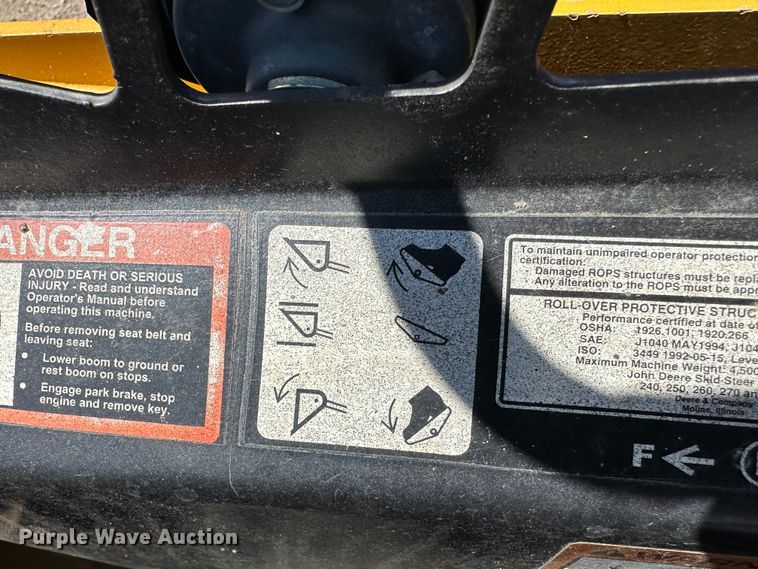 ANGER
AVOID DEATH OR SERIOUS
INJURY - Read and understand
Operator's Manual before
operating this machine.
Before removing seat belt and
leaving seat:
• Lower boom to ground or
rest boom on stops.
• Engage park brake, stop
engine and remove key.
To maintain unimpaired operator protection
certification:
Damaged ROPS structures must be repla
Any alteration to the ROPS must be app
ROLL-OVER PROTECTIVE STRUC
Performance certified at date of
OSHA: 1926.1001, 1920.266
SAE: J1040 MAY1994, J104
ISO: 3449 1992-05-15, Leve
Maximum Machine Weight: 4,500
John Deere Skid Steer
240, 250, 260, 270 an
Deere & Company
Moline, Illinois
F
Purple Wave Auction